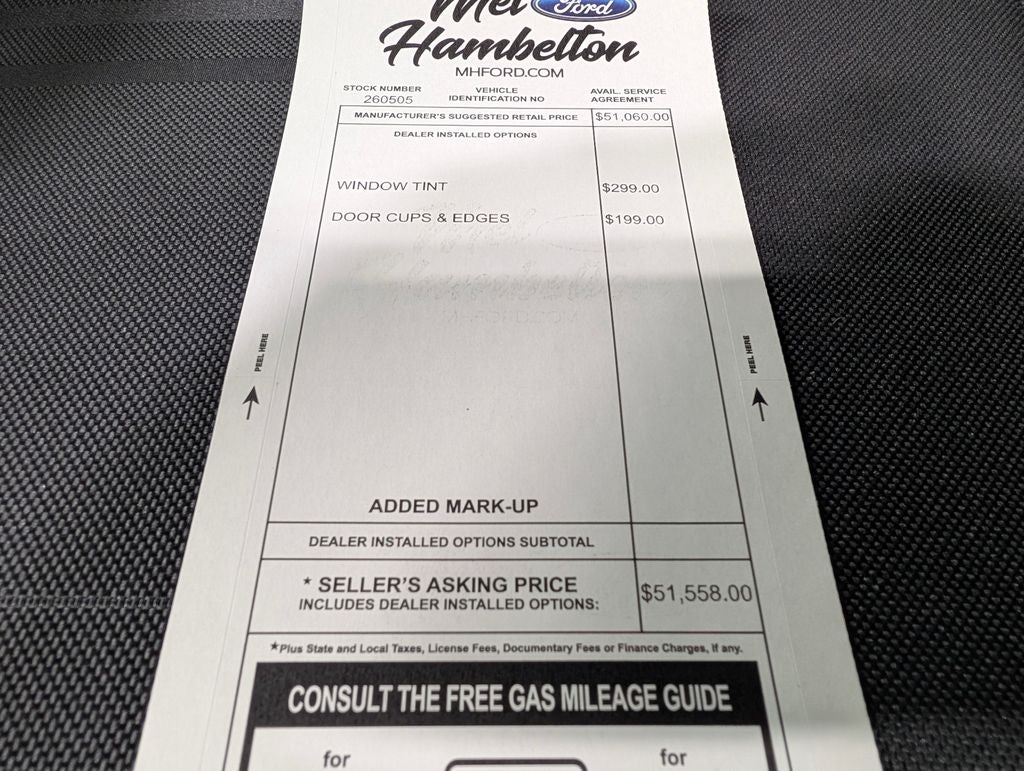 Mel Ford
Hambelton
MHFORD.COM
STOCK NUMBER
260505
VEHICLE
IDENTIFICATION NO
AVAIL. SERVICE
AGREEMENT
MANUFACTURER'S SUGGESTED RETAIL PRICE $51,060.00
DEALER INSTALLED OPTIONS
WINDOW TINT $299.00
DOOR CUPS & EDGES $199.00
PEEL HERE
PEEL HERE
ADDED MARK-UP
DEALER INSTALLED OPTIONS SUBTOTAL
* SELLER'S ASKING PRICE
INCLUDES DEALER INSTALLED OPTIONS:
$51,558.00
*Plus State and Local Taxes, License Fees, Documentary Fees or Finance Charges, if any.
CONSULT THE FREE GAS MILEAGE GUIDE
for for